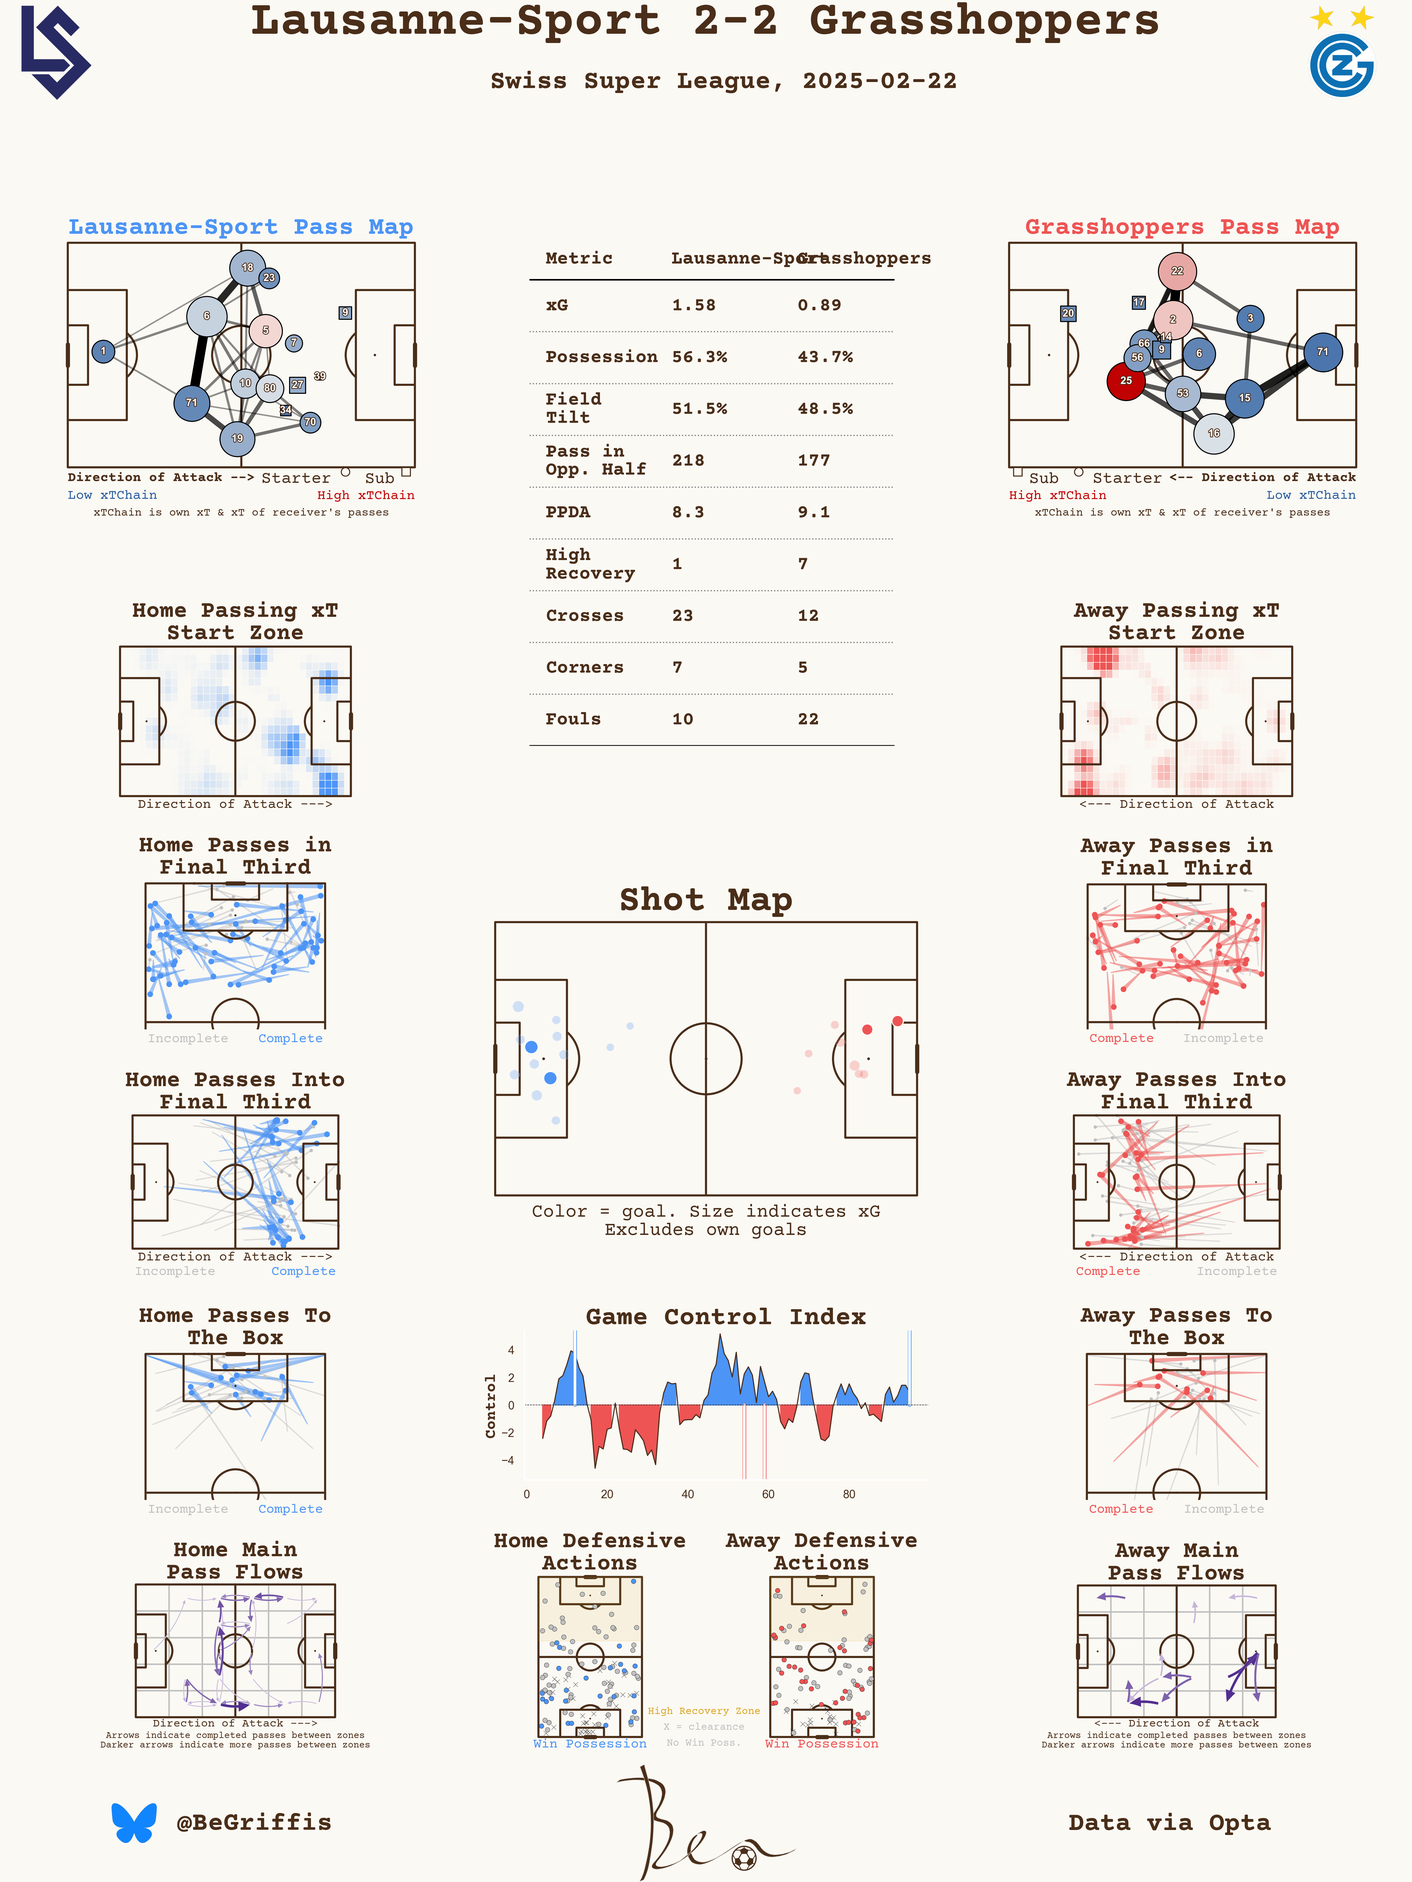 Lausanne-Sport 2-2 Grasshoppers
Swiss Super League, 2025-02-22
Lausanne-Sport Pass Map
18
23
9
6
5
7
1
39
10
80
27
71
34
70
19
Direction of Attack --> Starter Sub
Low xTChain High xTChain
xTChain is own xT & xT of receiver's passes
Metric Lausanne-Sport Grasshoppers
xG 1.58 0.89
Possession 56.3% 43.7%
Field
Tilt 51.5% 48.5%
Pass in
Opp. Half 218 177
PPDA 8.3 9.1
High
Recovery 1 7
Crosses 23 12
Corners 7 5
Fouls 10 22
Grasshoppers Pass Map
22
17
20
2
3
14
66
9
56
6
71
25
53
15
16
Sub Starter <-- Direction of Attack
High xTChain Low xTChain
xTChain is own xT & xT of receiver's passes
Home Passing xT
Start Zone
Direction of Attack --->
Away Passing xT
Start Zone
<--- Direction of Attack
Home Passes in
Final Third
Incomplete Complete
Shot Map
Color = goal. Size indicates xG
Excludes own goals
Away Passes in
Final Third
Complete Incomplete
Home Passes Into
Final Third
Direction of Attack --->
Incomplete Complete
Away Passes Into
Final Third
<--- Direction of Attack
Complete Incomplete
Home Passes To
The Box
Incomplete Complete
Game Control Index
Control
4
2
0
−2
−4
0 20 40 60 80
Away Passes To
The Box
Complete Incomplete
Home Main
Pass Flows
Direction of Attack --->
Arrows indicate completed passes between zones
Darker arrows indicate more passes between zones
Home Defensive
Actions
Win Possession
High Recovery Zone
X = clearance
No Win Poss.
Away Defensive
Actions
Win Possession
Away Main
Pass Flows
<--- Direction of Attack
Arrows indicate completed passes between zones
Darker arrows indicate more passes between zones
@BeGriffis
Ben
Data via Opta